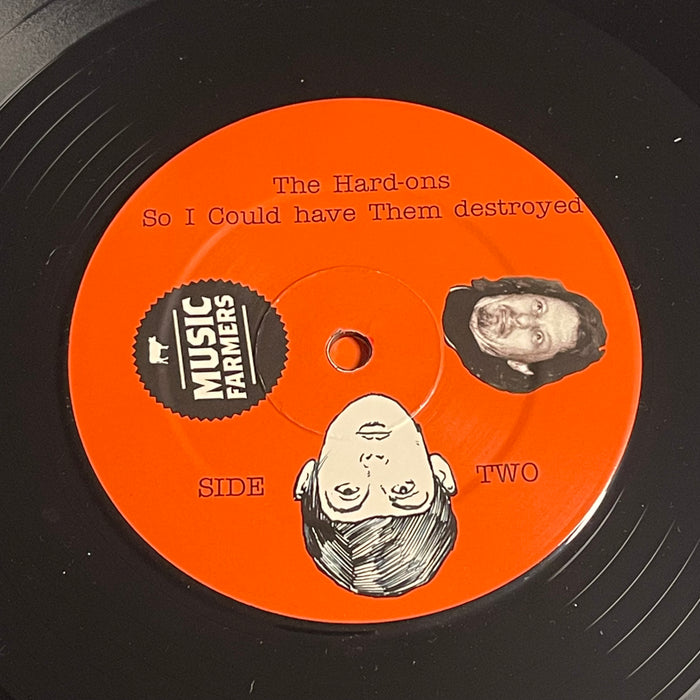 The Hard-ons
So I Could have Them destroyed
MUSIC
FARMERS
SIDE TWO